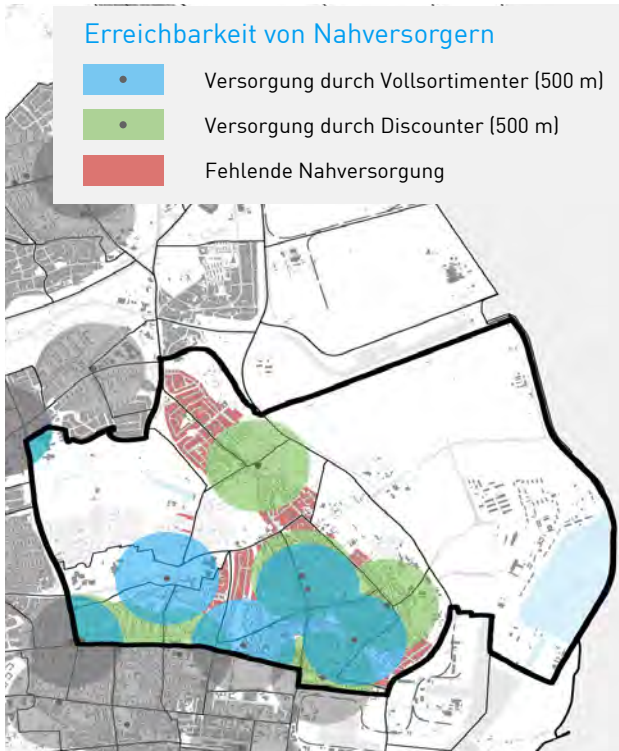 Erreichbarkeit von Nahversorgern
Versorgung durch Vollsortimenter (500 m)
Versorgung durch Discounter (500 m)
Fehlende Nahversorgung